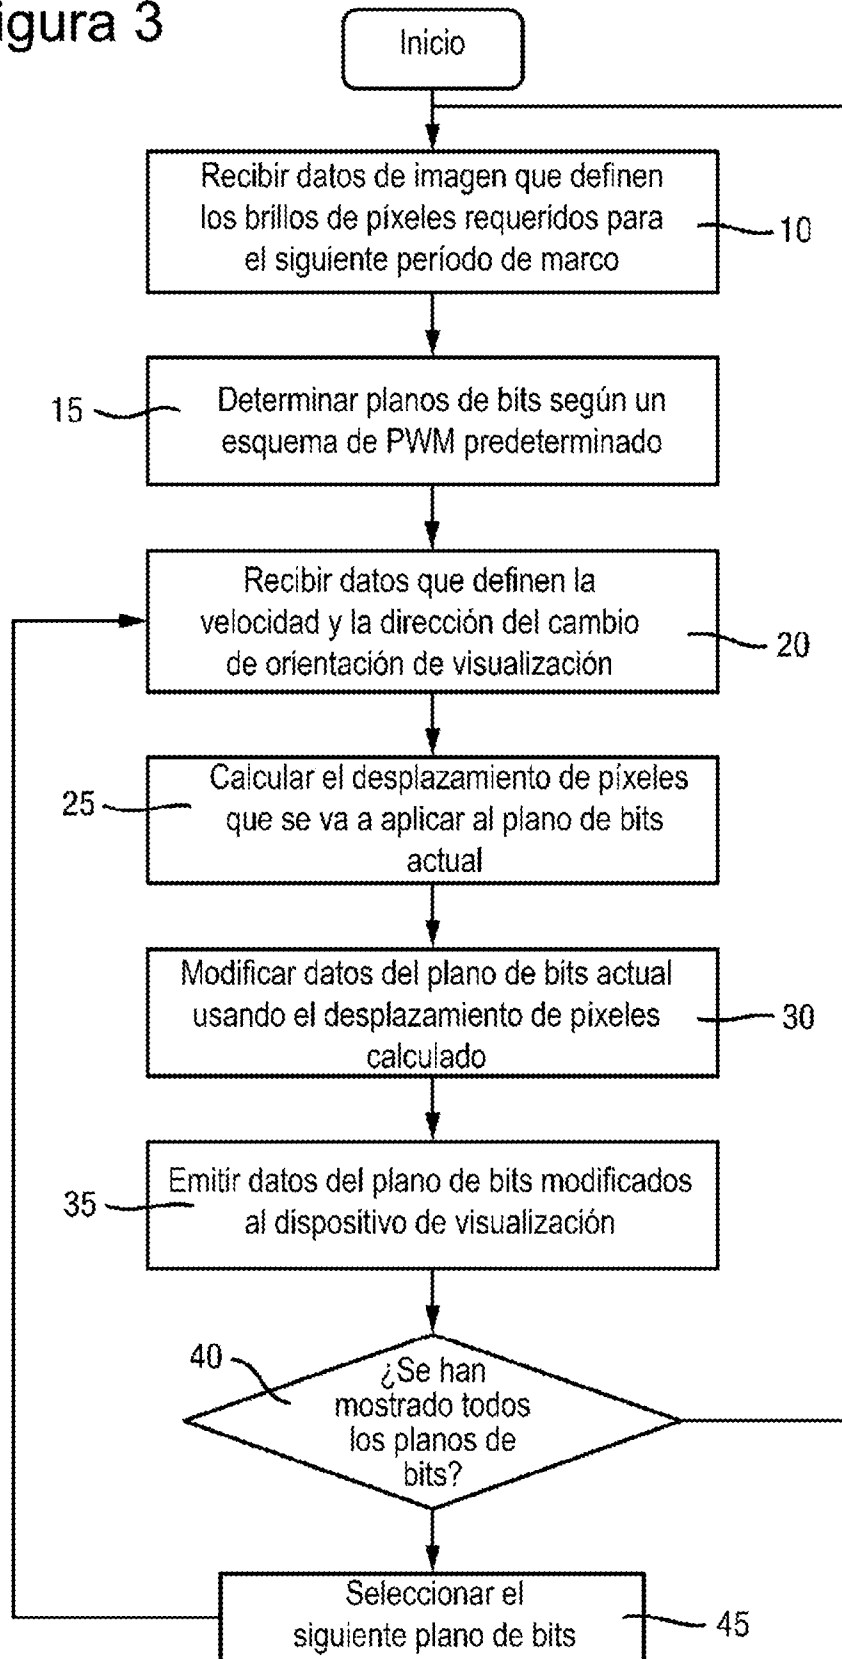 igura 3
Inicio
Recibir datos de imagen que definen
los brillos de píxeles requeridos para
el siguiente período de marco
10
15
Determinar planos de bits según un
esquema de PWM predeterminado
Recibir datos que definen la
velocidad y la dirección del cambio
de orientación de visualización
20
25
Calcular el desplazamiento de píxeles
que se va a aplicar al plano de bits
actual
Modificar datos del plano de bits actual
usando el desplazamiento de píxeles
calculado
30
35
Emitir datos del plano de bits modificados
al dispositivo de visualización
40
¿Se han
mostrado todos
los planos de
bits?
Seleccionar el
siguiente plano de bits
45